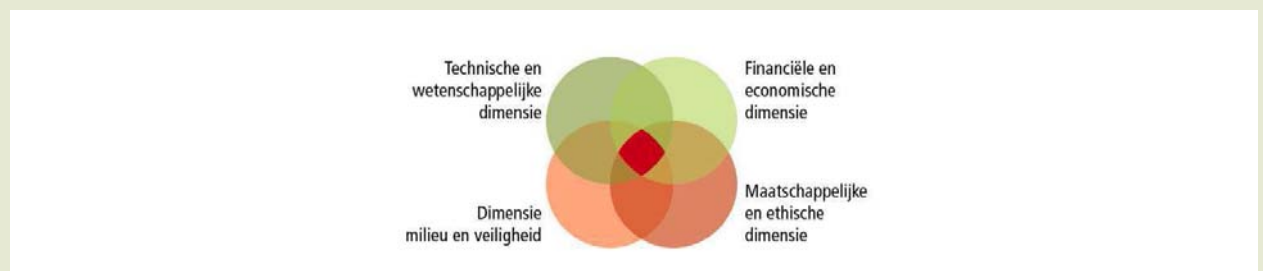 Technische en
wetenschappelijke
dimensie
Financiële en
economische
dimensie
Dimensie
milieu en veiligheid
Maatschappelijke
en ethische
dimensie